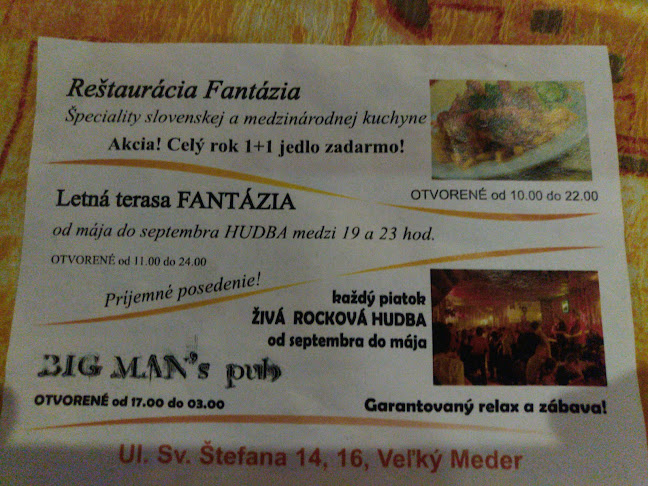 Reštaurácia Fantázia
Špeciality slovenskej a medzinárodnej kuchyne
Akcia! Celý rok 1+1 jedlo zadarmo!
OTVORENÉ od 10.00 do 22.00
Letná terasa FANTÁZIA
od mája do septembra HUDBA medzi 19 a 23 hod.
OTVORENÉ od 11.00 do 24.00
Príjemné posedenie!
každý piatok
ŽIVÁ ROCKOVÁ HUDBA
od septembra do mája
BIG MAN's pub
OTVORENÉ od 17.00 do 03.00
Garantovaný relax a zábava!
Ul. Sv. Štefana 14, 16, Veľký Meder